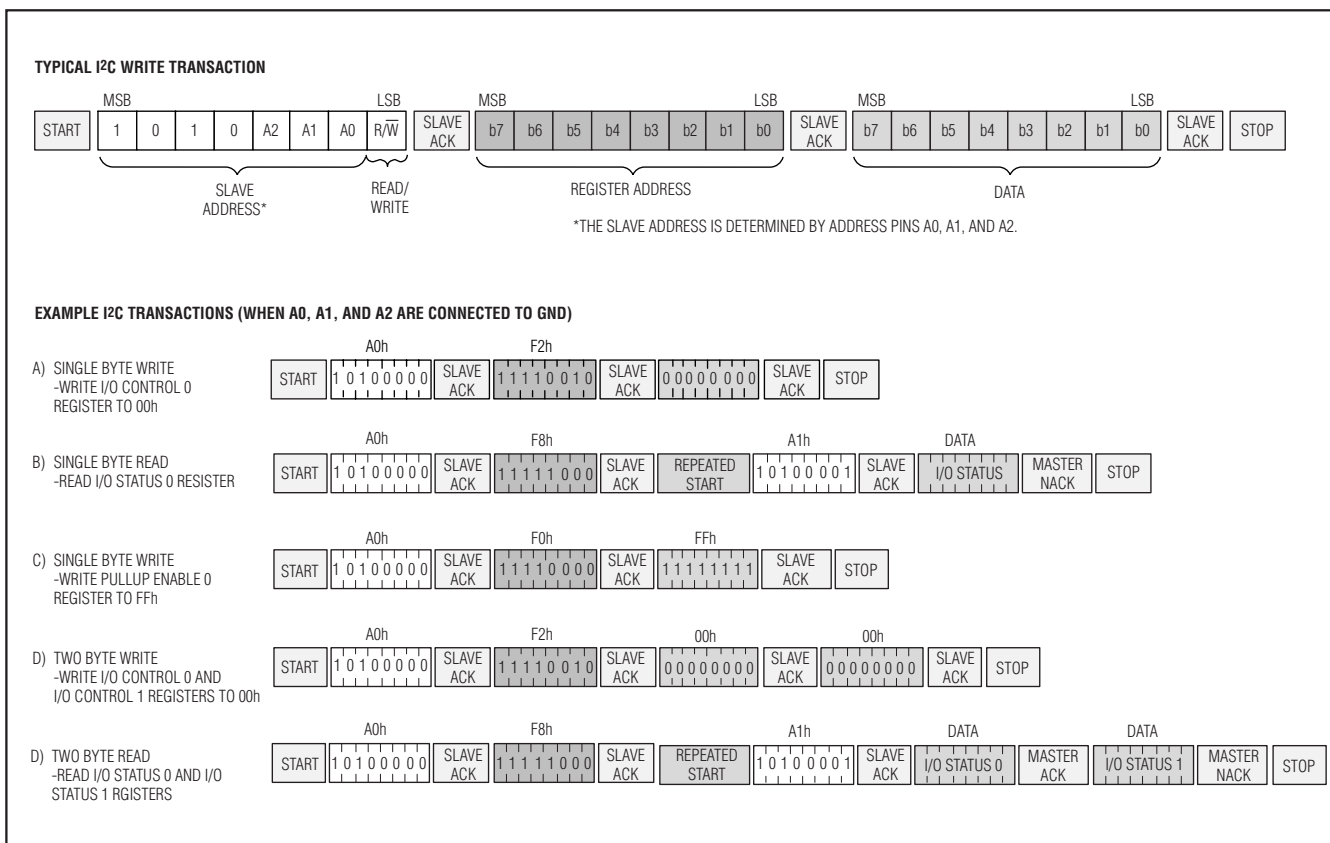 TYPICAL I²C WRITE TRANSACTION
MSB LSB MSB LSB MSB LSB
START 1 0 1 0 A2 A1 A0 R/W̅ SLAVE ACK b7 b6 b5 b4 b3 b2 b1 b0 SLAVE ACK b7 b6 b5 b4 b3 b2 b1 b0 SLAVE ACK STOP
SLAVE ADDRESS* READ/WRITE REGISTER ADDRESS DATA
*THE SLAVE ADDRESS IS DETERMINED BY ADDRESS PINS A0, A1, AND A2.
EXAMPLE I²C TRANSACTIONS (WHEN A0, A1, AND A2 ARE CONNECTED TO GND)
A) SINGLE BYTE WRITE
-WRITE I/O CONTROL 0
REGISTER TO 00h
A0h F2h
START 10100000 SLAVE ACK 11110010 SLAVE ACK 00000000 SLAVE ACK STOP
B) SINGLE BYTE READ
-READ I/O STATUS 0 RESISTER
A0h F8h A1h DATA
START 10100000 SLAVE ACK 11111000 SLAVE ACK REPEATED START 10100001 SLAVE ACK I/O STATUS MASTER NACK STOP
C) SINGLE BYTE WRITE
-WRITE PULLUP ENABLE 0
REGISTER TO FFh
A0h F0h FFh
START 10100000 SLAVE ACK 11110000 SLAVE ACK 11111111 SLAVE ACK STOP
D) TWO BYTE WRITE
-WRITE I/O CONTROL 0 AND
I/O CONTROL 1 REGISTERS TO 00h
A0h F2h 00h 00h
START 10100000 SLAVE ACK 11110010 SLAVE ACK 00000000 SLAVE ACK 00000000 SLAVE ACK STOP
D) TWO BYTE READ
-READ I/O STATUS 0 AND I/O
STATUS 1 RGISTERS
A0h F8h A1h DATA DATA
START 10100000 SLAVE ACK 11111000 SLAVE ACK REPEATED START 10100001 SLAVE ACK I/O STATUS 0 MASTER ACK I/O STATUS 1 MASTER NACK STOP